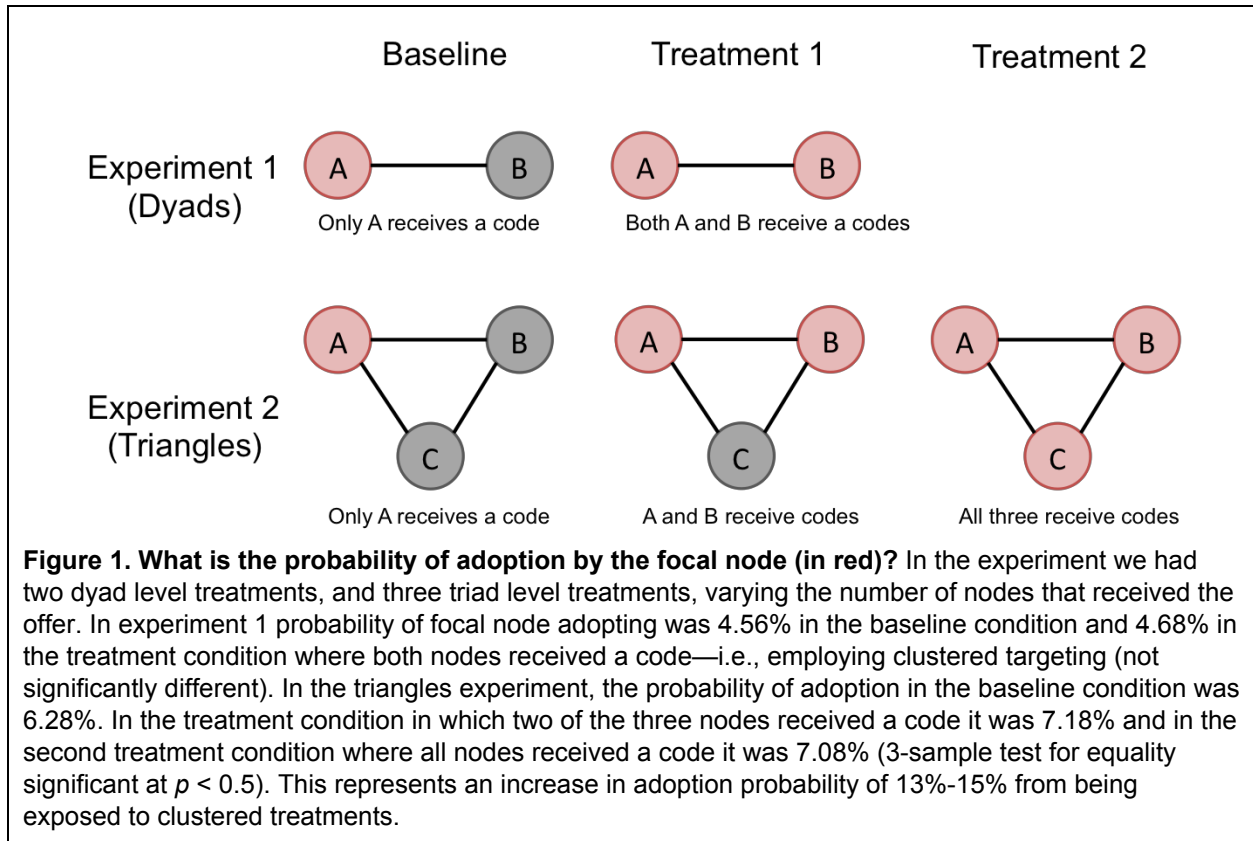 Baseline Treatment 1 Treatment 2
Experiment 1
(Dyads)
A B A B
Only A receives a code Both A and B receive a codes
Experiment 2
(Triangles)
A B A B A B
C C C
Only A receives a code A and B receive codes All three receive codes
Figure 1. What is the probability of adoption by the focal node (in red)? In the experiment we had
two dyad level treatments, and three triad level treatments, varying the number of nodes that received the
offer. In experiment 1 probability of focal node adopting was 4.56% in the baseline condition and 4.68% in
the treatment condition where both nodes received a code—i.e., employing clustered targeting (not
significantly different). In the triangles experiment, the probability of adoption in the baseline condition was
6.28%. In the treatment condition in which two of the three nodes received a code it was 7.18% and in the
second treatment condition where all nodes received a code it was 7.08% (3-sample test for equality
significant at p < 0.5). This represents an increase in adoption probability of 13%-15% from being
exposed to clustered treatments.